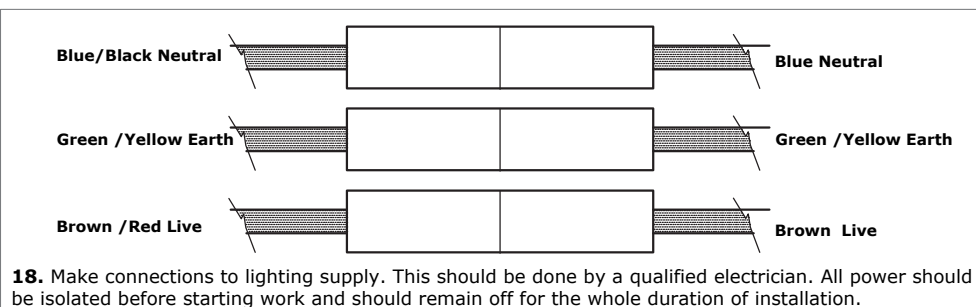 Blue/Black Neutral
Blue Neutral
Green /Yellow Earth
Green /Yellow Earth
Brown /Red Live
Brown Live
18. Make connections to lighting supply. This should be done by a qualified electrician. All power should
be isolated before starting work and should remain off for the whole duration of installation.